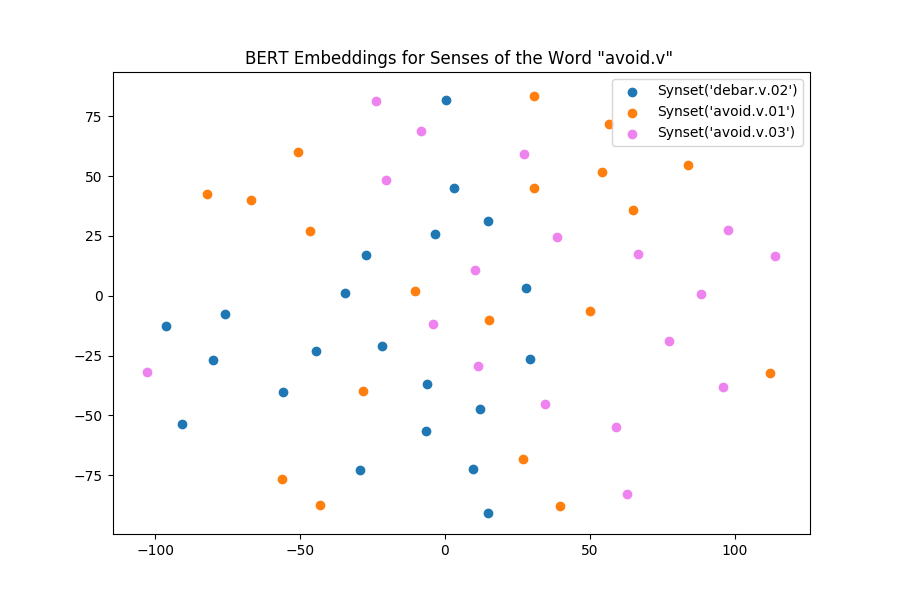 BERT Embeddings for Senses of the Word "avoid.v"
Synset('debar.v.02')
Synset('avoid.v.01')
Synset('avoid.v.03')
75
50
25
0
−25
−50
−75
−100 −50 0 50 100